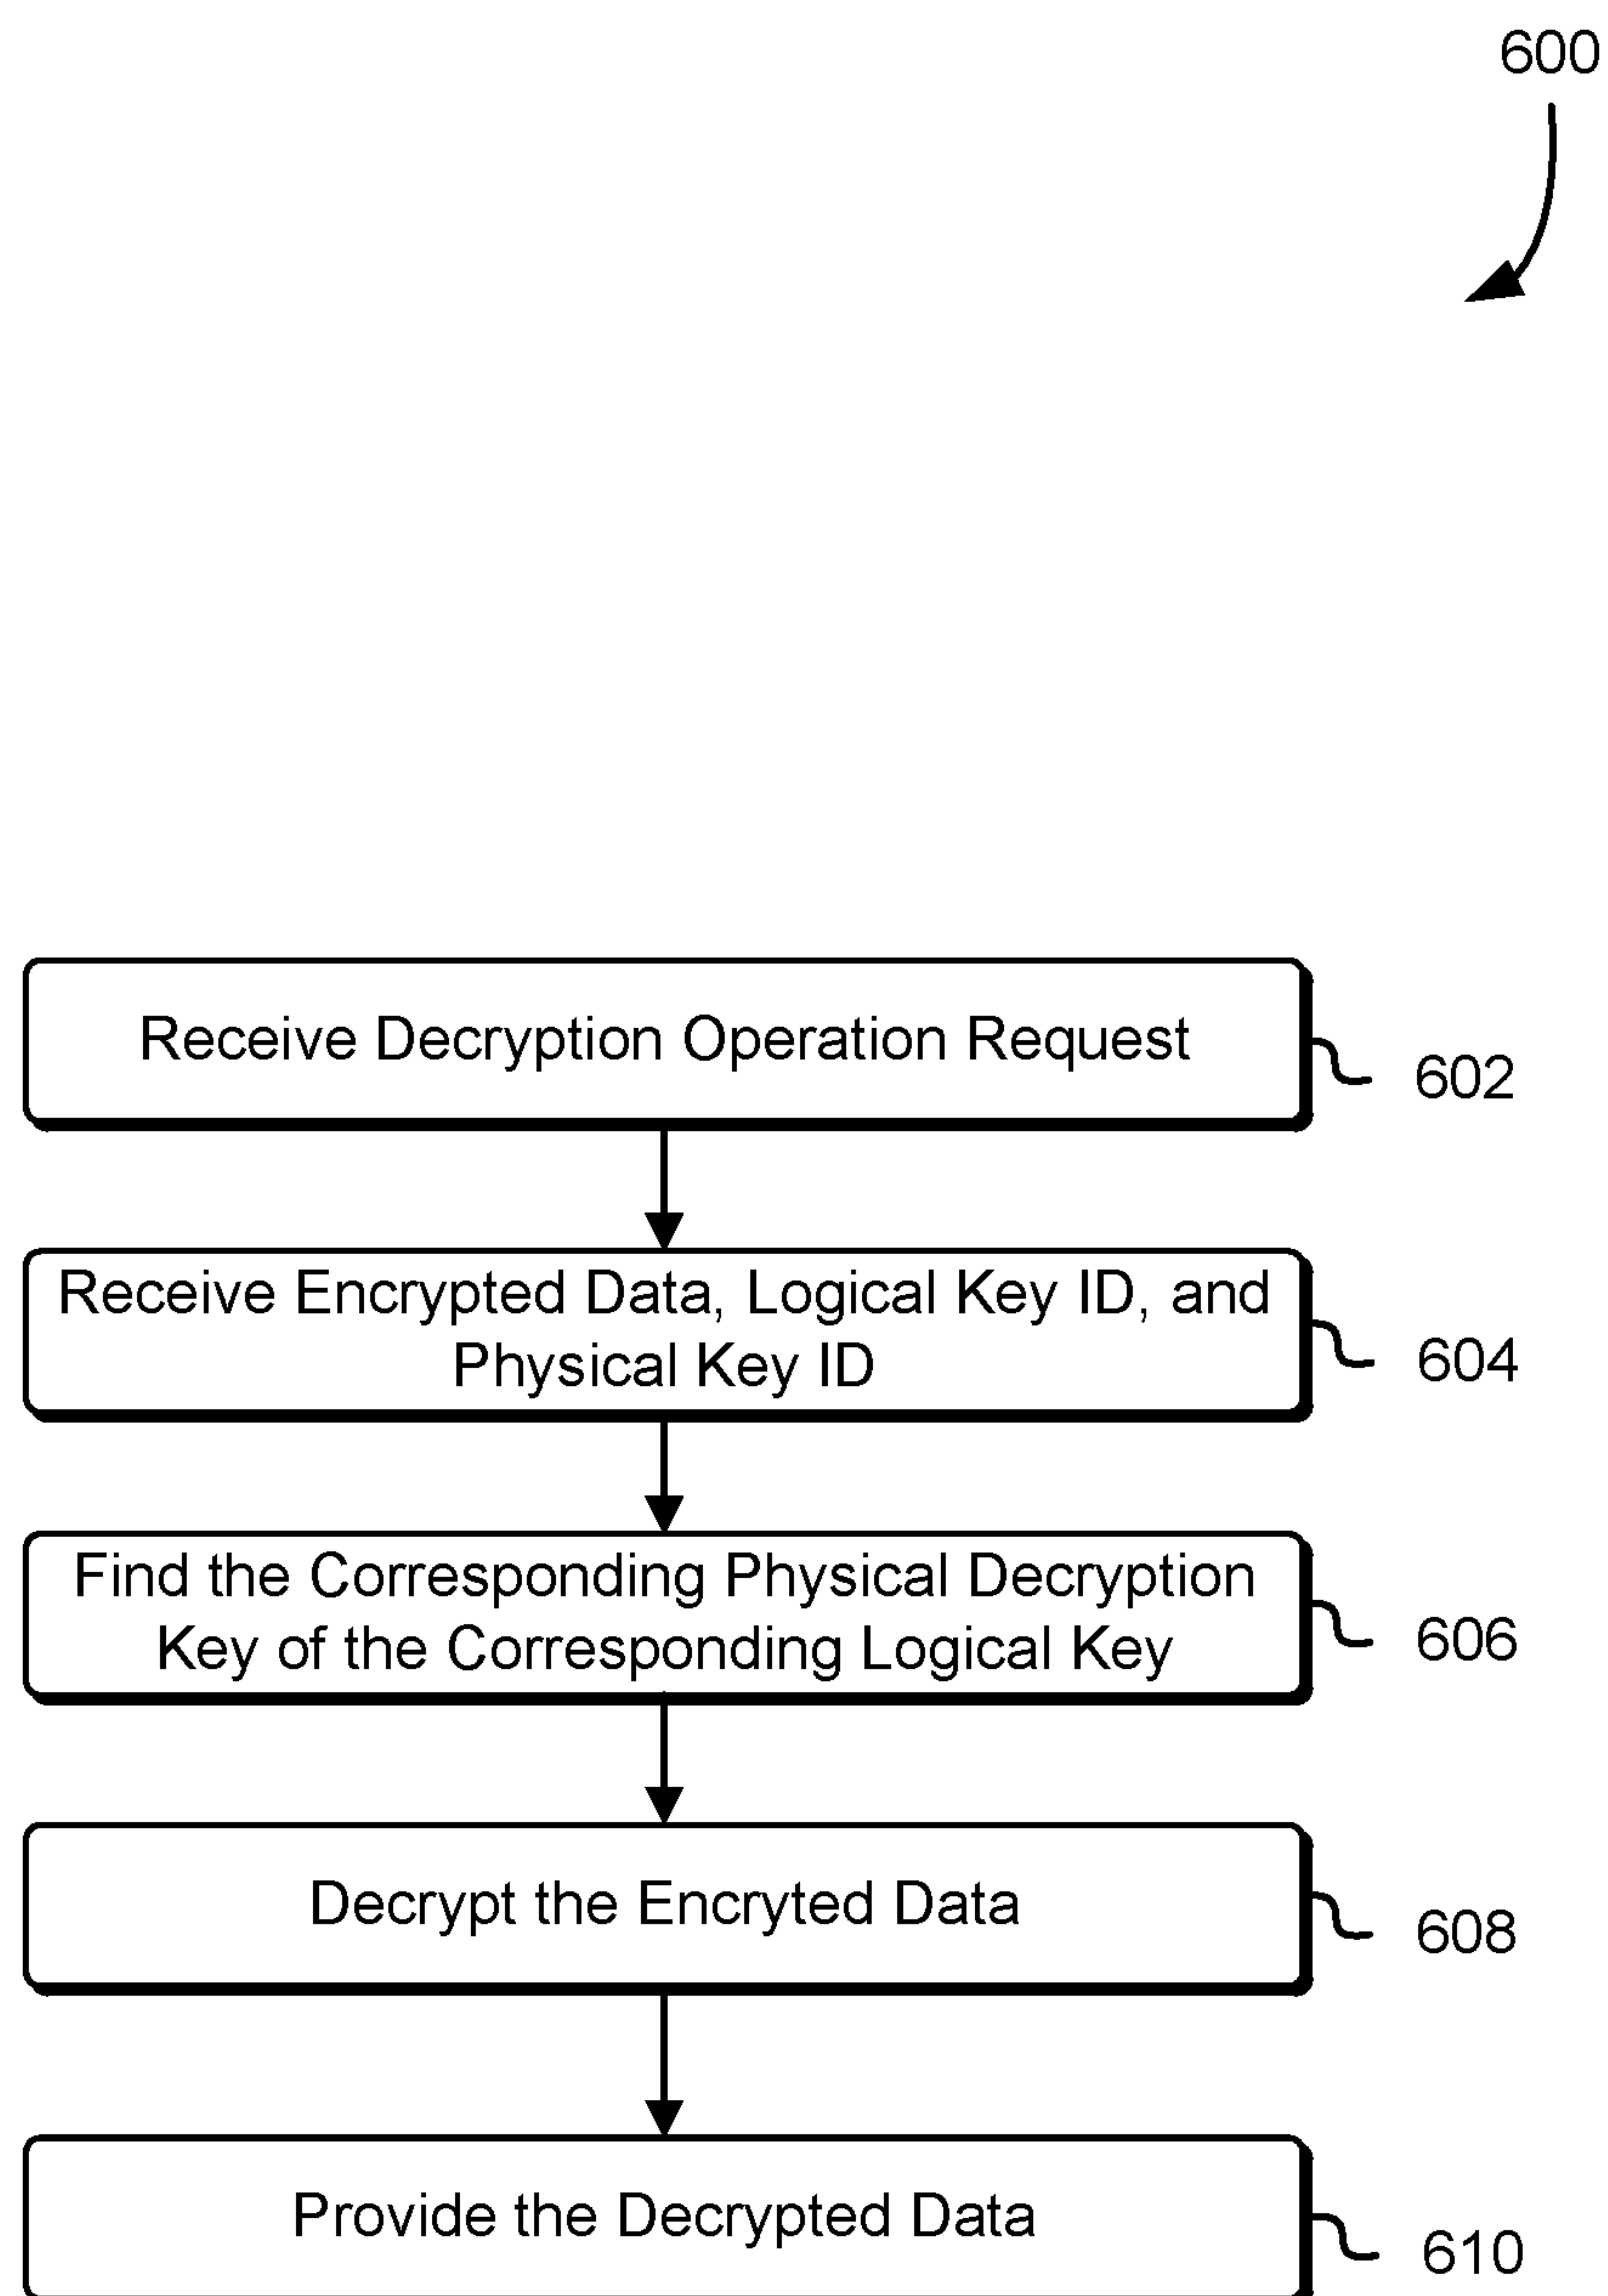 600
Receive Decryption Operation Request
602
Receive Encrypted Data, Logical Key ID, and
Physical Key ID
604
Find the Corresponding Physical Decryption
Key of the Corresponding Logical Key
606
Decrypt the Encryted Data
608
Provide the Decrypted Data
610